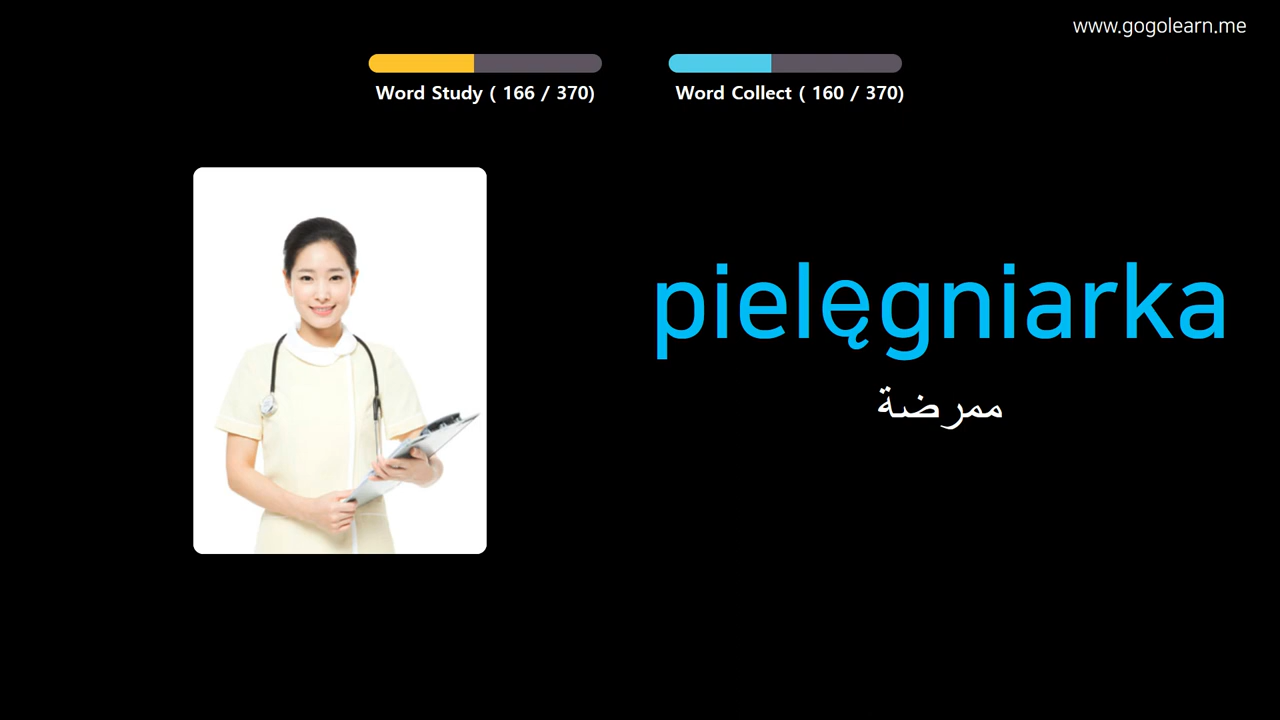 www.gogolearn.me
Word Study ( 166 / 370)
Word Collect ( 160 / 370)
pielęgniarka
ممرضة